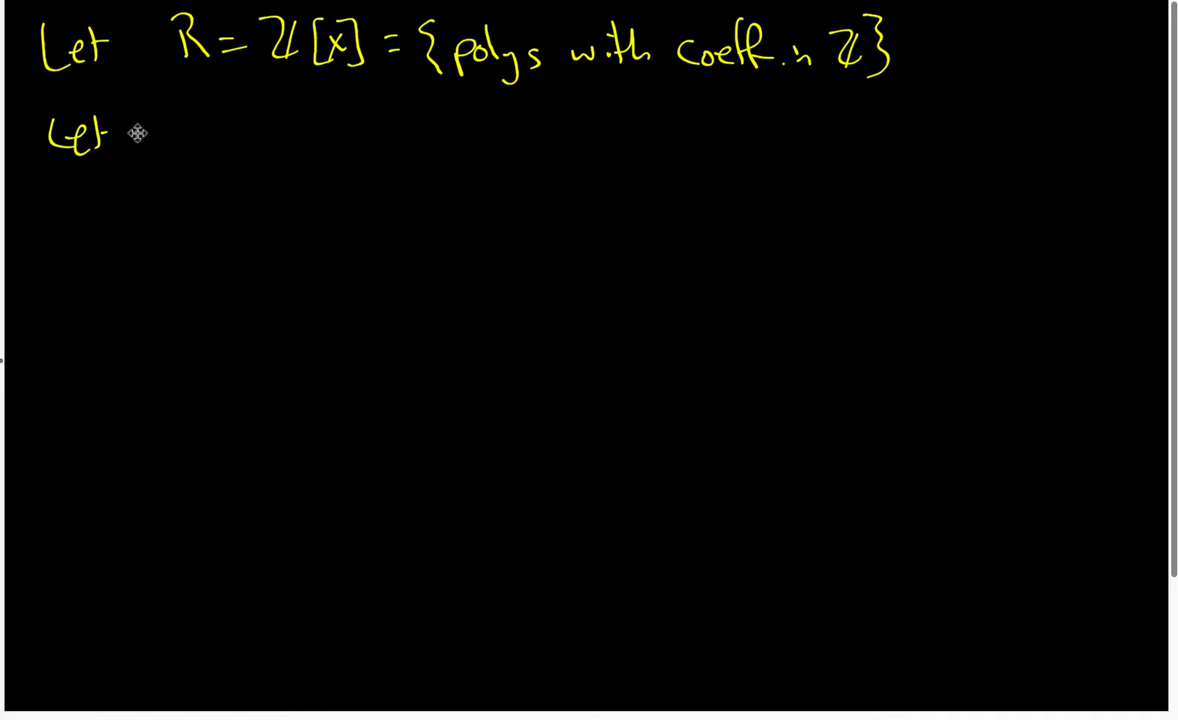 Let R = ℤ[x] = {polys with coeff. in ℤ}
Let